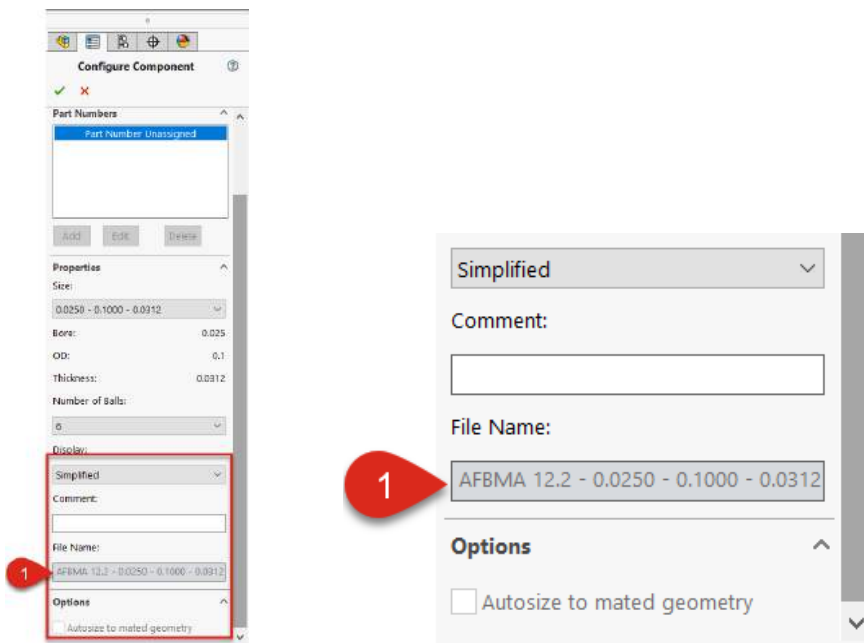 Configure Component
Part Numbers
Part Number Unassigned
Add Edit Delete
Properties
Size:
0.0250 - 0.1000 - 0.0312
Bore: 0.025
OD: 0.1
Thickness: 0.0312
Number of Balls:
6
Display:
Simplified
Comment:
File Name:
1 AFBMA 12.2 - 0.0250 - 0.1000 - 0.0312
Options
Autosize to mated geometry
Simplified
Comment:
File Name:
1 AFBMA 12.2 - 0.0250 - 0.1000 - 0.0312
Options
Autosize to mated geometry